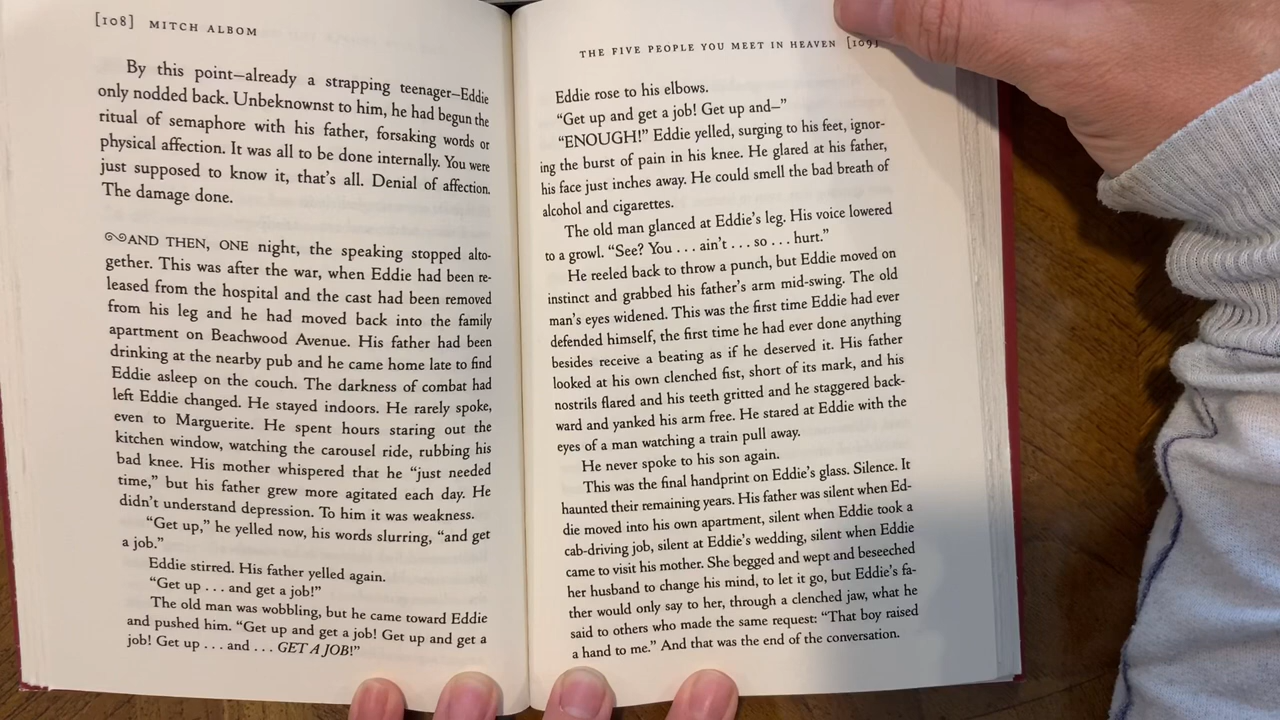 [108] MITCH ALBOM
By this point—already a strapping teenager—Eddie
only nodded back. Unbeknownst to him, he had begun the
ritual of semaphore with his father, forsaking words or
physical affection. It was all to be done internally. You were
just supposed to know it, that's all. Denial of affection.
The damage done.
AND THEN, ONE night, the speaking stopped alto-
gether. This was after the war, when Eddie had been re-
leased from the hospital and the cast had been removed
from his leg and he had moved back into the family
apartment on Beachwood Avenue. His father had been
drinking at the nearby pub and he came home late to find
Eddie asleep on the couch. The darkness of combat had
left Eddie changed. He stayed indoors. He rarely spoke,
even to Marguerite. He spent hours staring out the
kitchen window, watching the carousel ride, rubbing his
bad knee. His mother whispered that he “just needed
time,” but his father grew more agitated each day. He
didn't understand depression. To him it was weakness.
“Get up,” he yelled now, his words slurring, “and get
a job.”
Eddie stirred. His father yelled again.
“Get up . . . and get a job!”
The old man was wobbling, but he came toward Eddie
and pushed him. “Get up and get a job! Get up and get a
job! Get up . . . and . . . GET A JOB!”
THE FIVE PEOPLE YOU MEET IN HEAVEN [109]
Eddie rose to his elbows.
“Get up and get a job! Get up and—”
“ENOUGH!” Eddie yelled, surging to his feet, ignor-
ing the burst of pain in his knee. He glared at his father,
his face just inches away. He could smell the bad breath of
alcohol and cigarettes.
The old man glanced at Eddie's leg. His voice lowered
to a growl. “See? You . . . ain't . . . so . . . hurt.”
He reeled back to throw a punch, but Eddie moved on
instinct and grabbed his father's arm mid-swing. The old
man's eyes widened. This was the first time Eddie had ever
defended himself, the first time he had ever done anything
besides receive a beating as if he deserved it. His father
looked at his own clenched fist, short of its mark, and his
nostrils flared and his teeth gritted and he staggered back-
ward and yanked his arm free. He stared at Eddie with the
eyes of a man watching a train pull away.
He never spoke to his son again.
This was the final handprint on Eddie's glass. Silence. It
haunted their remaining years. His father was silent when Ed-
die moved into his own apartment, silent when Eddie took a
cab-driving job, silent at Eddie's wedding, silent when Eddie
came to visit his mother. She begged and wept and beseeched
her husband to change his mind, to let it go, but Eddie's fa-
ther would only say to her, through a clenched jaw, what he
said to others who made the same request: “That boy raised
a hand to me.” And that was the end of the conversation.